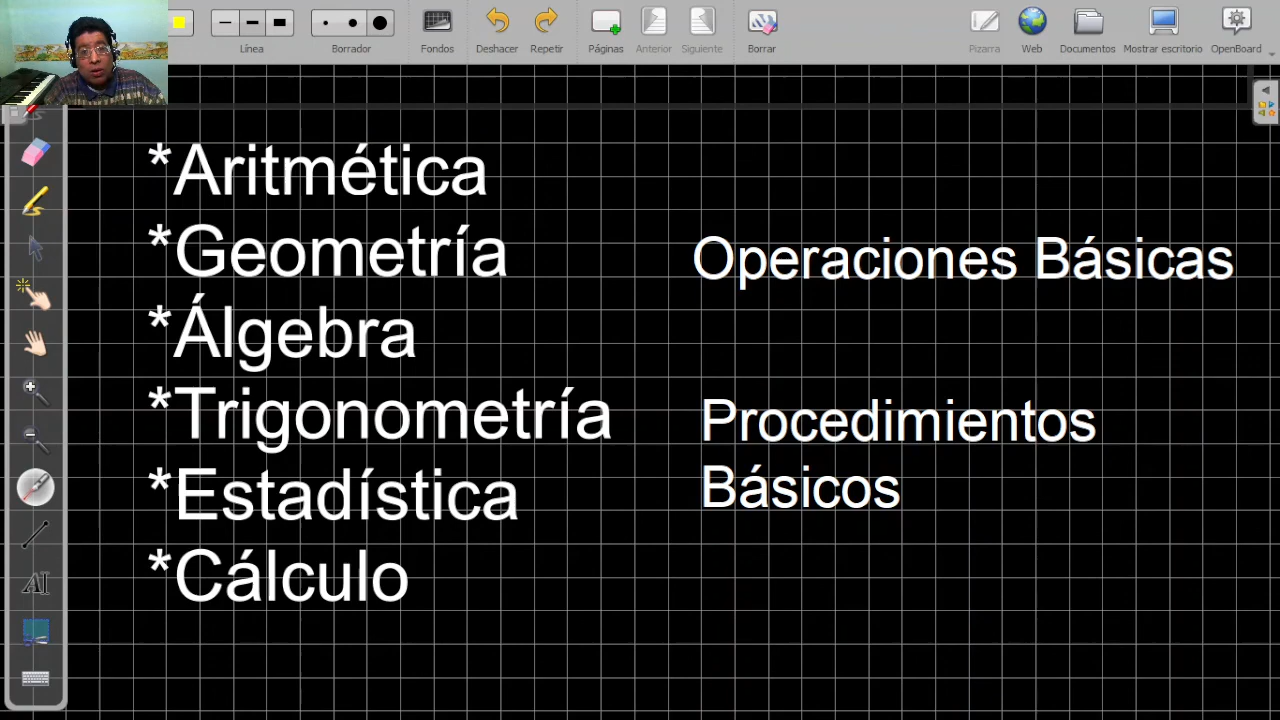 Línea
Borrador
Fondos
Deshacer
Repetir
Páginas
Anterior
Siguiente
Borrar
Pizarra
Web
Documentos
Mostrar escritorio
OpenBoard
*Aritmética
*Geometría
*Álgebra
*Trigonometría
*Estadística
*Cálculo
Operaciones Básicas
Procedimientos
Básicos
AI